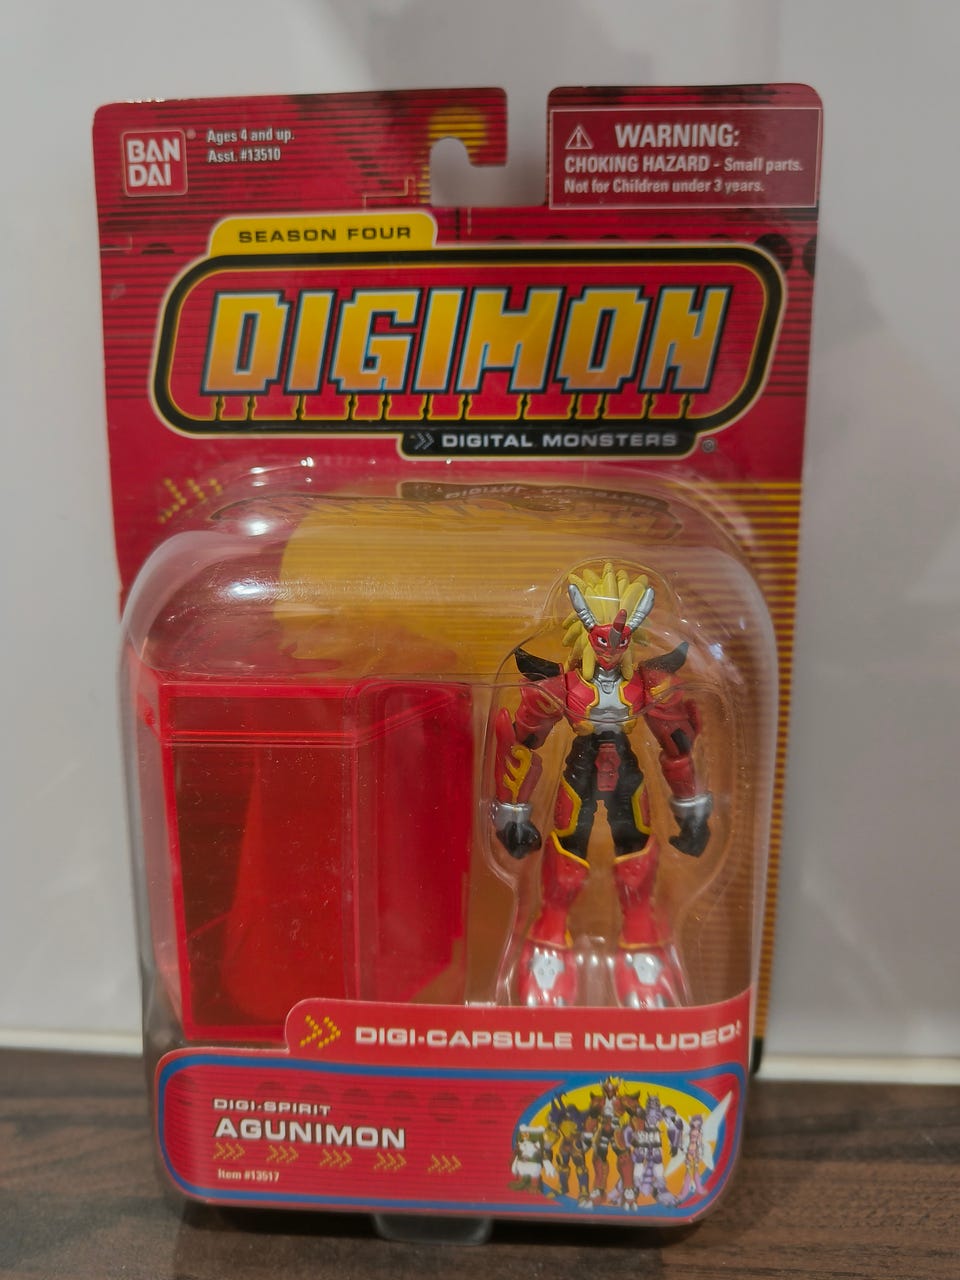 BAN
DAI
®
Ages 4 and up.
Asst. #13510
WARNING:
CHOKING HAZARD - Small parts.
Not for Children under 3 years.
SEASON FOUR
DIGIMON
DIGITAL MONSTERS
DIGI-CAPSULE INCLUDED!
DIGI-SPIRIT
AGUNIMON
Item #13517